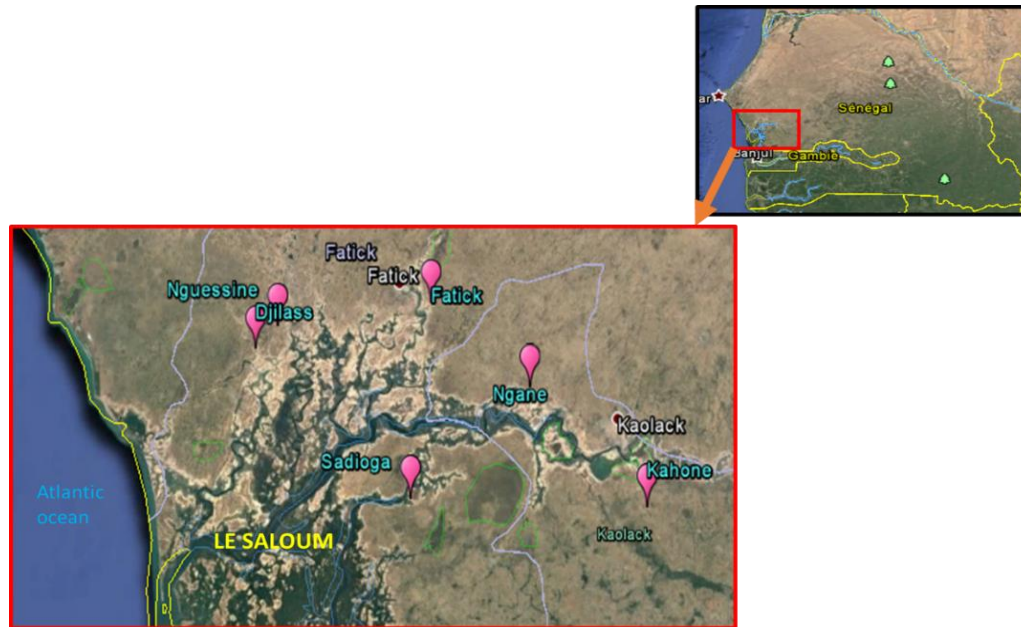 ar
Sénégal
Banjul
Gambie
Fatick
Fatick
Fatick
Nguessine
Djilass
Ngane
Kaolack
Sadioga
Kahone
Atlantic
ocean
Kaolack
LE SALOUM